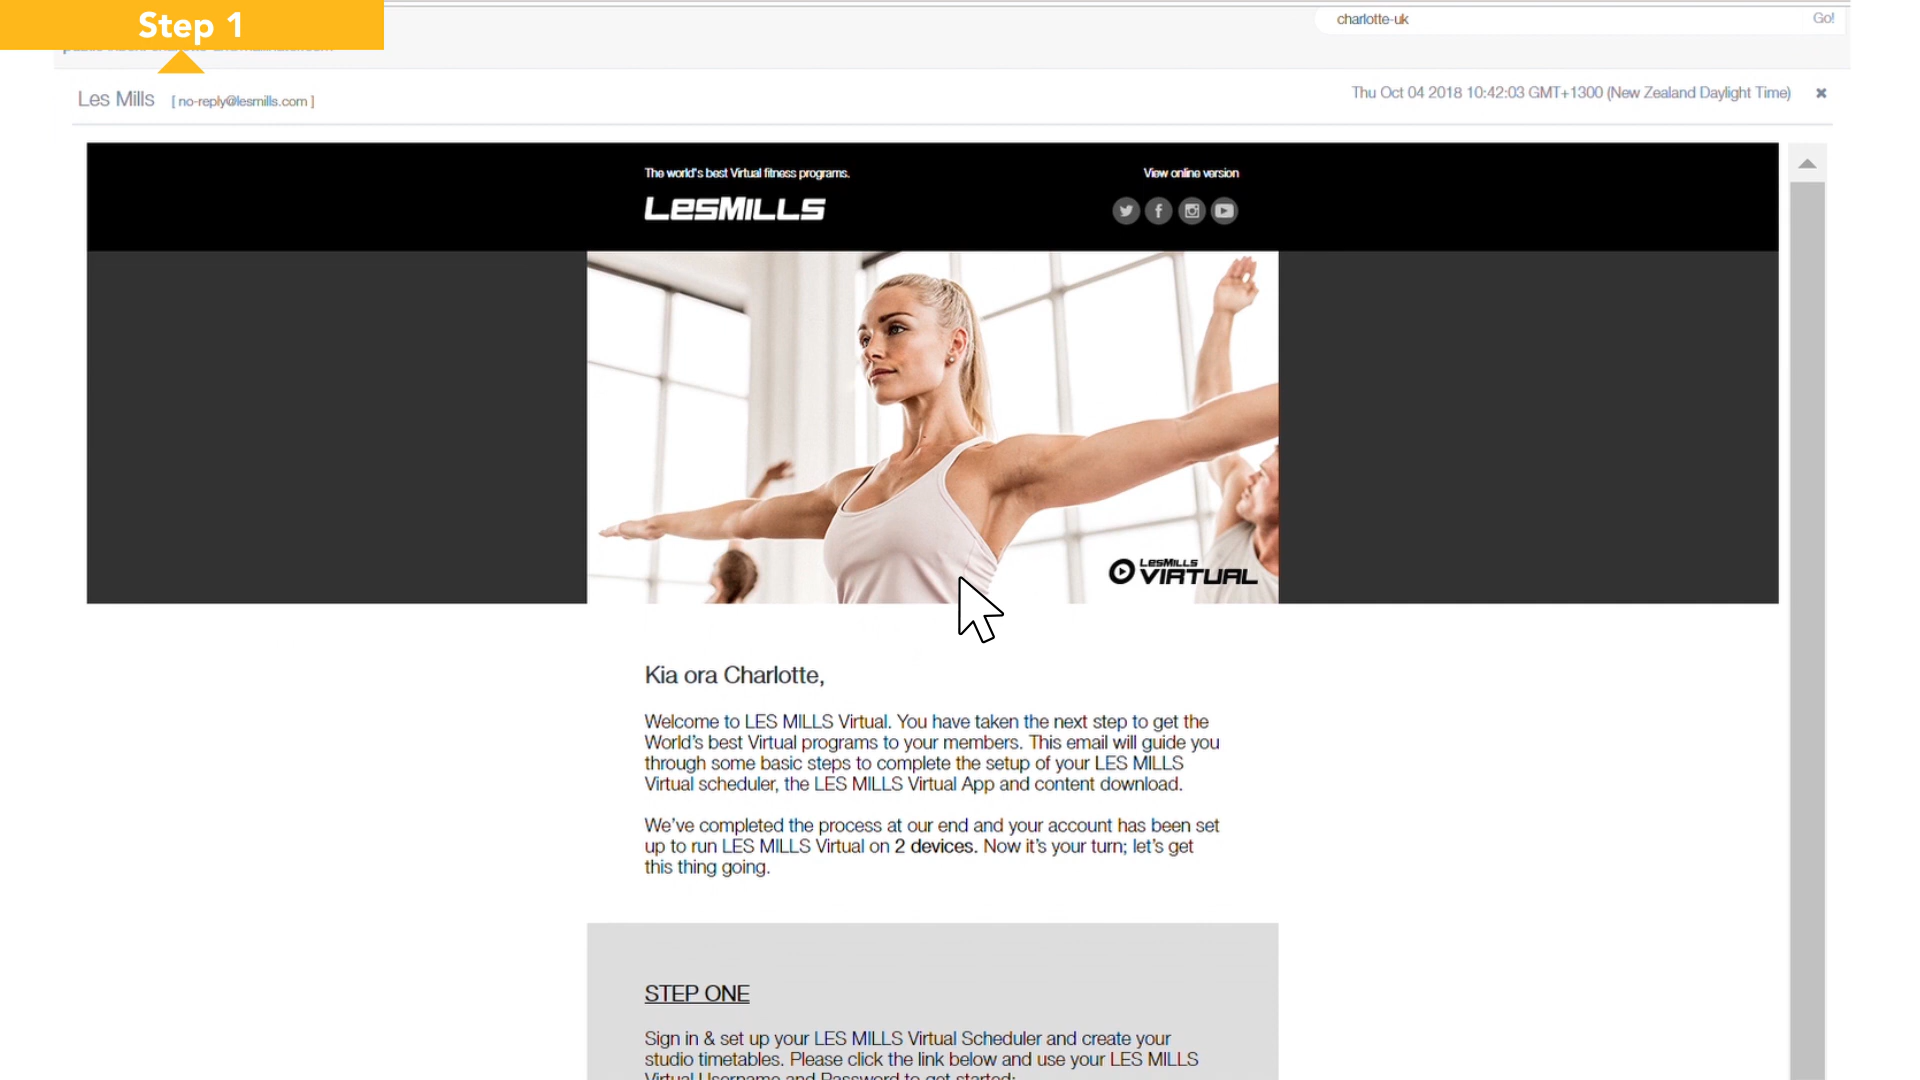 Step 1
charlotte-uk
Go!
Les Mills [ no-reply@lesmills.com ]
Thu Oct 04 2018 10:42:03 GMT+1300 (New Zealand Daylight Time)
The world's best Virtual fitness programs.
View online version
LESMILLS
LESMILLS
VIRTUAL
Kia ora Charlotte,
Welcome to LES MILLS Virtual. You have taken the next step to get the
World's best Virtual programs to your members. This email will guide you
through some basic steps to complete the setup of your LES MILLS
Virtual scheduler, the LES MILLS Virtual App and content download.
We've completed the process at our end and your account has been set
up to run LES MILLS Virtual on 2 devices. Now it's your turn; let's get
this thing going.
STEP ONE
Sign in & set up your LES MILLS Virtual Scheduler and create your
studio timetables. Please click the link below and use your LES MILLS
Virtual Username and Password to get started: